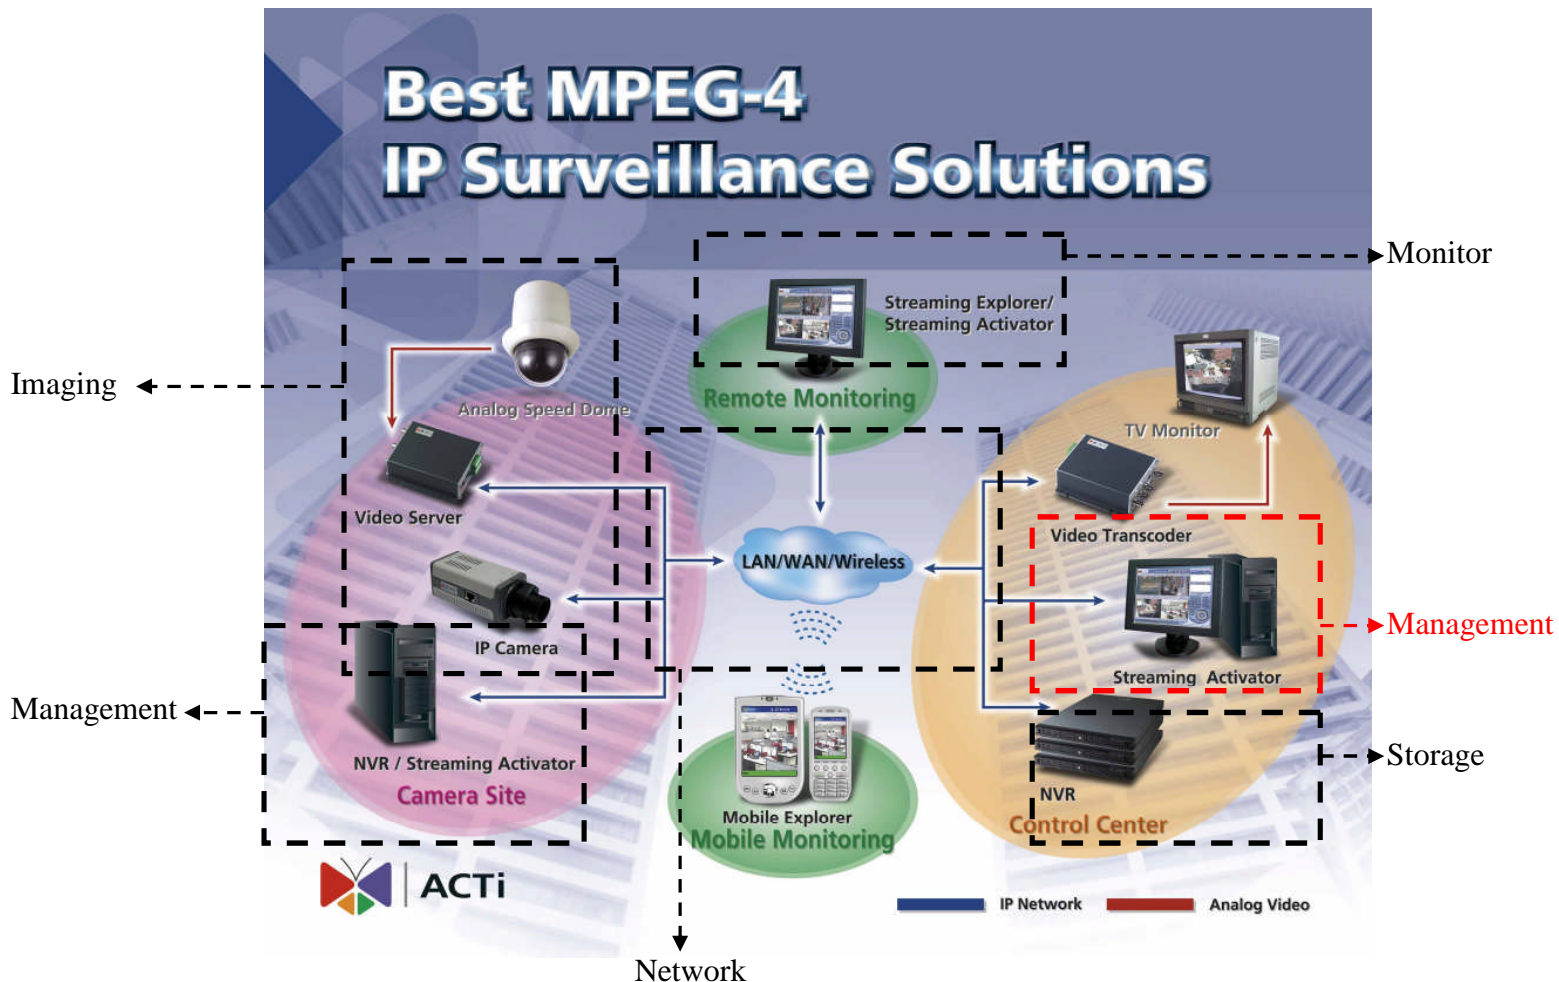 Best MPEG-4
IP Surveillance Solutions
Monitor
Streaming Explorer/
Streaming Activator
Remote Monitoring
Imaging
Analog Speed Dome
TV Monitor
Video Server
Video Transcoder
LAN/WAN/Wireless
IP Camera
Management
Streaming Activator
Management
NVR / Streaming Activator
Camera Site
Storage
NVR
Control Center
Mobile Explorer
Mobile Monitoring
ACTi
IP Network
Analog Video
Network